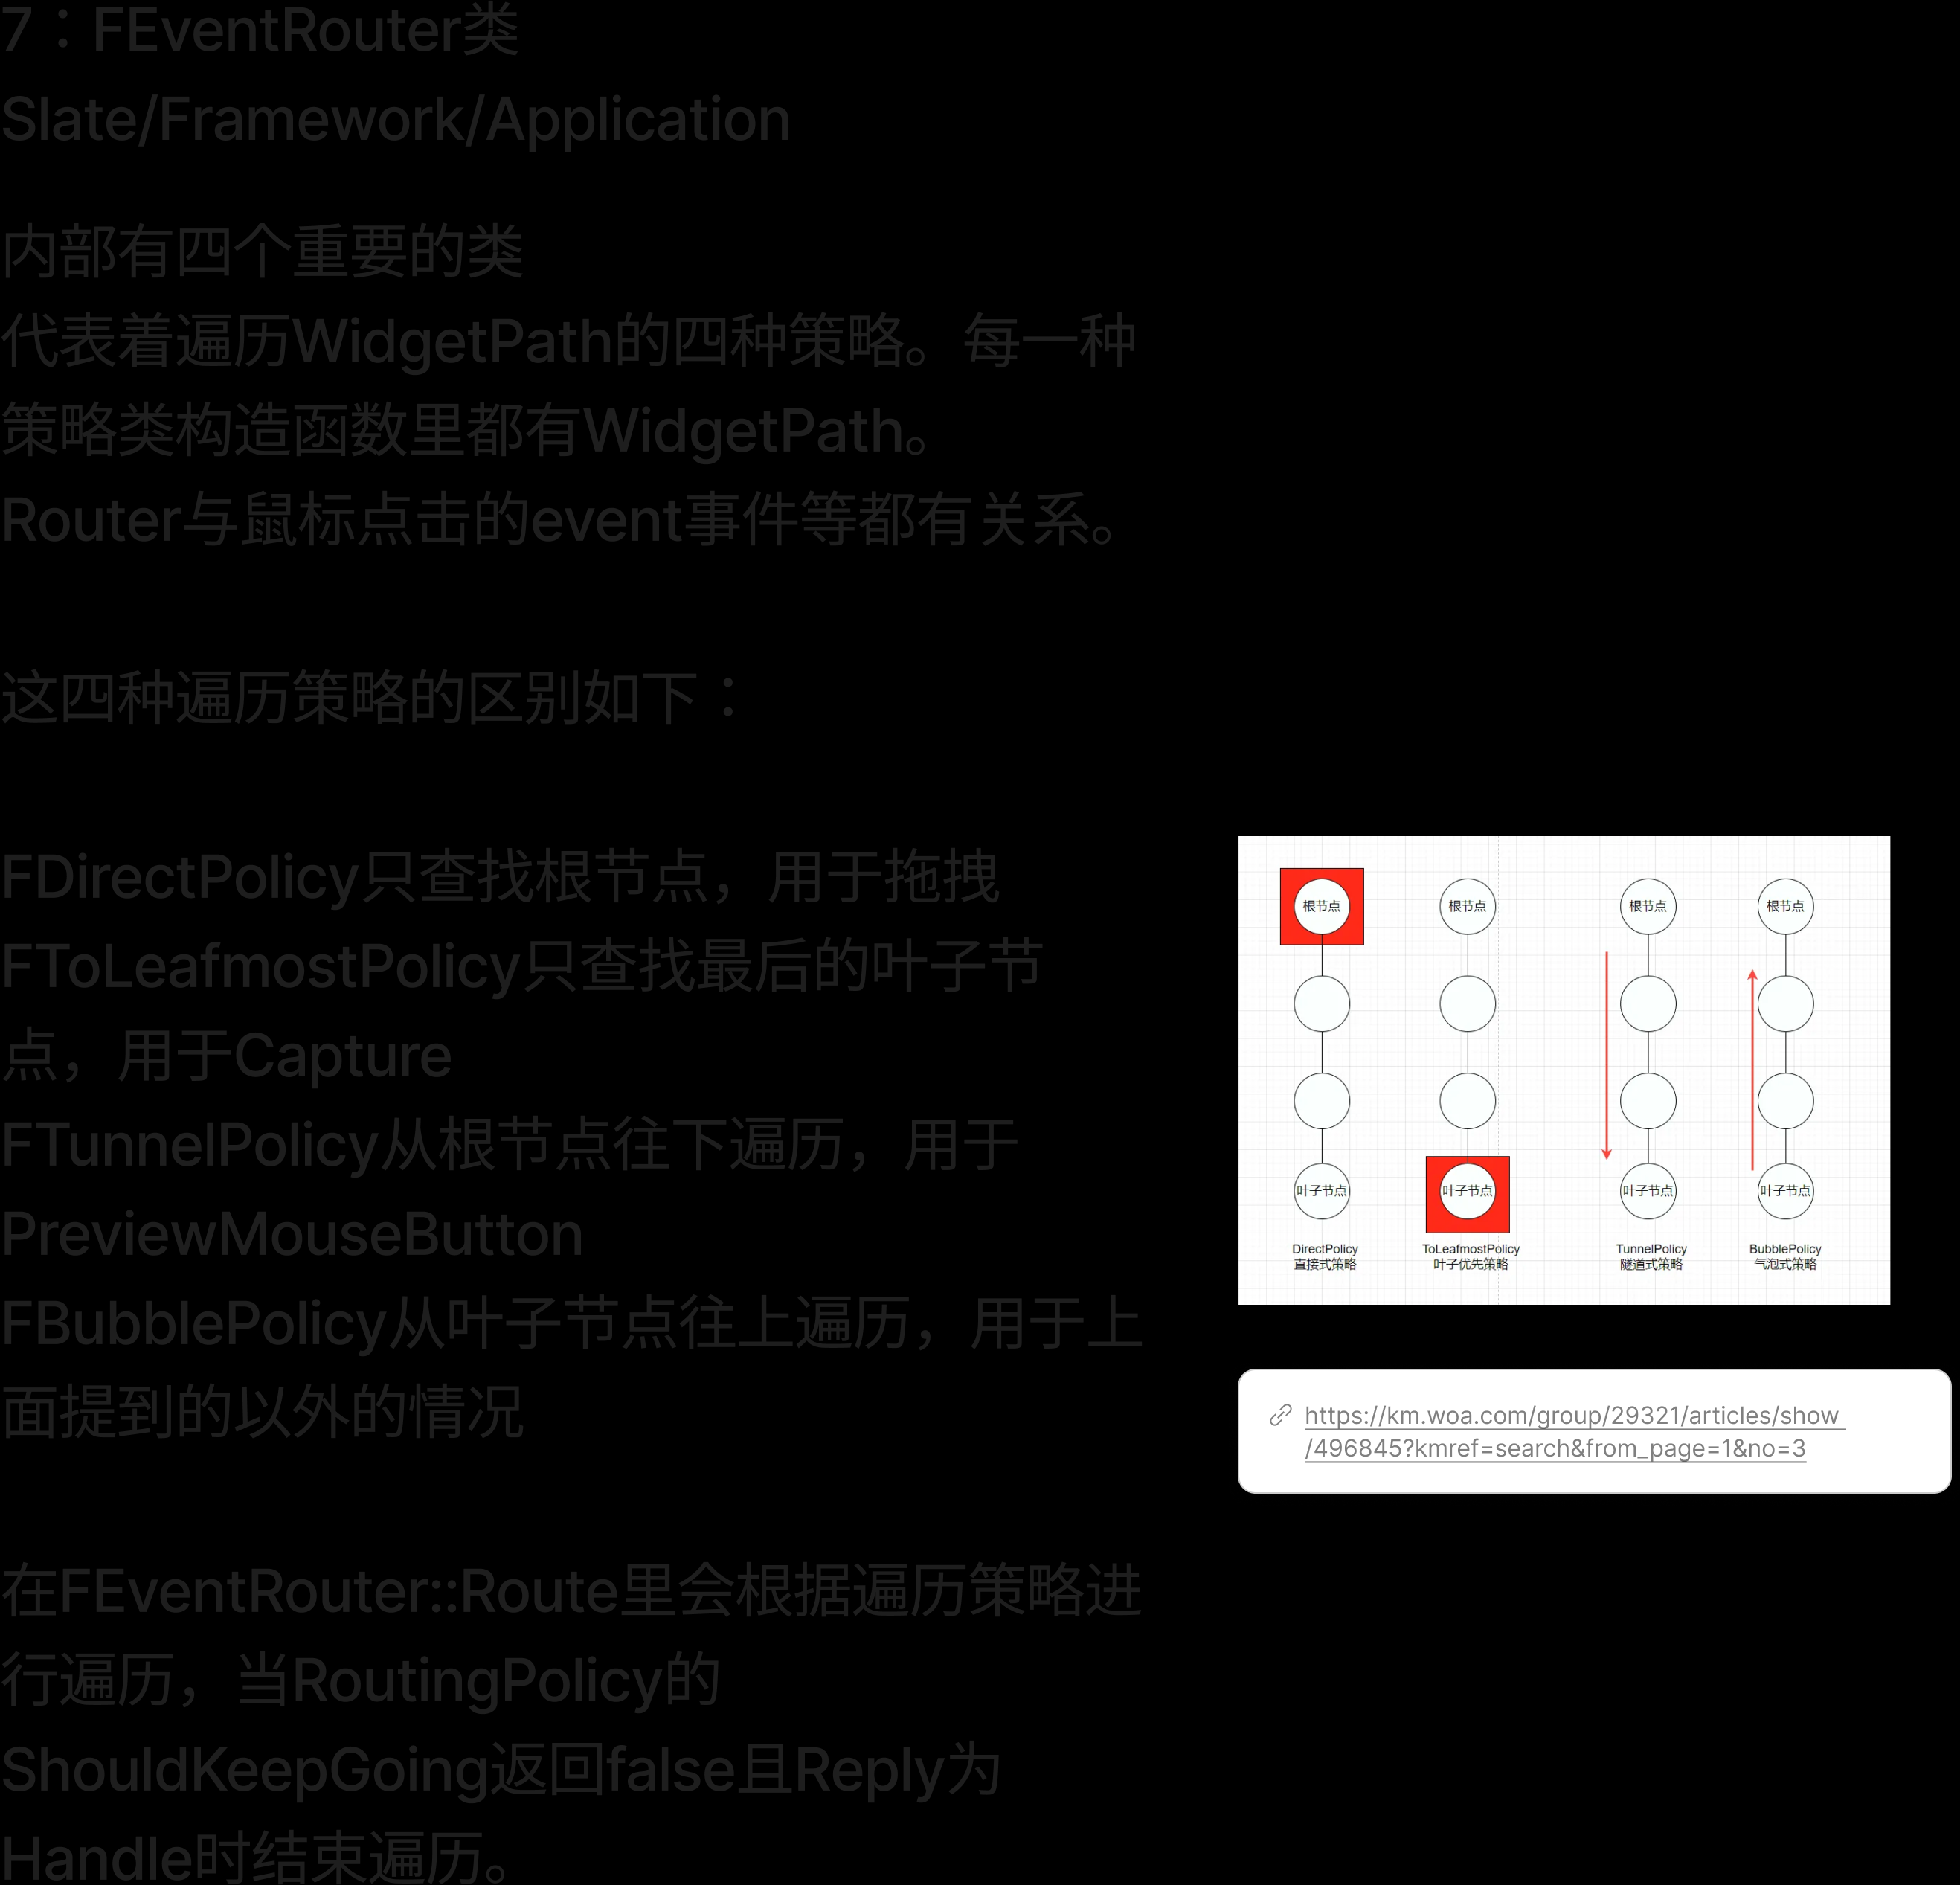 7：FEventRouter类
Slate/Framework/Application
内部有四个重要的类
代表着遍历WidgetPath的四种策略。每一种
策略类构造函数里都有WidgetPath。
Router与鼠标点击的event事件等都有关系。
这四种遍历策略的区别如下：
FDirectPolicy只查找根节点，用于拖拽
FToLeafmostPolicy只查找最后的叶子节
点，用于Capture
FTunnelPolicy从根节点往下遍历，用于
PreviewMouseButton
FBubblePolicy从叶子节点往上遍历，用于上
面提到的以外的情况
在FEventRouter::Route里会根据遍历策略进
行遍历，当RoutingPolicy的
ShouldKeepGoing返回false且Reply为
Handle时结束遍历。
根节点 根节点 根节点 根节点
叶子节点 叶子节点 叶子节点 叶子节点
DirectPolicy ToLeafmostPolicy TunnelPolicy BubblePolicy
直接式策略 叶子优先策略 隧道式策略 气泡式策略
https://km.woa.com/group/29321/articles/show
/496845?kmref=search&from_page=1&no=3